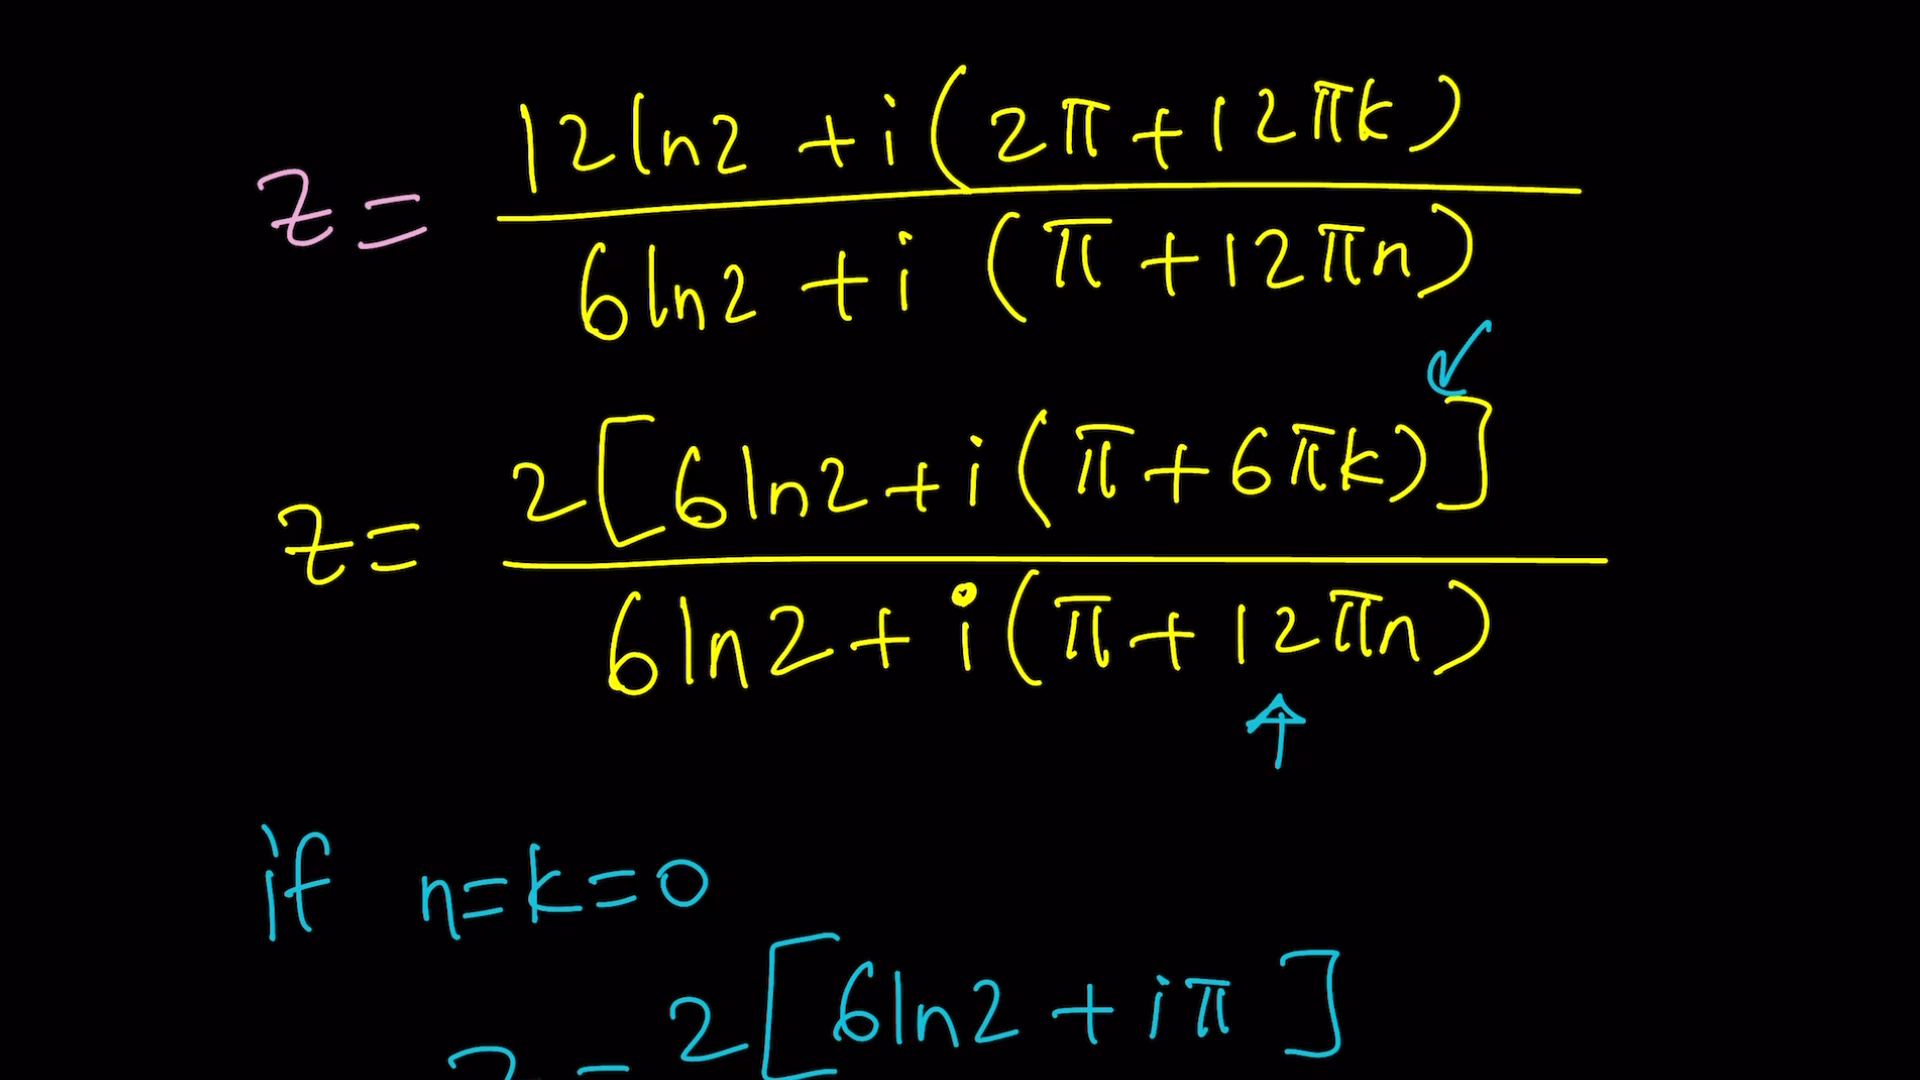 z = 12ln2 + i(2π + 12πk) / 6ln2 + i(π + 12πn)
z = 2[6ln2 + i(π + 6πk)] / 6ln2 + i(π + 12πn)
if n=k=0
2[6ln2 + iπ]